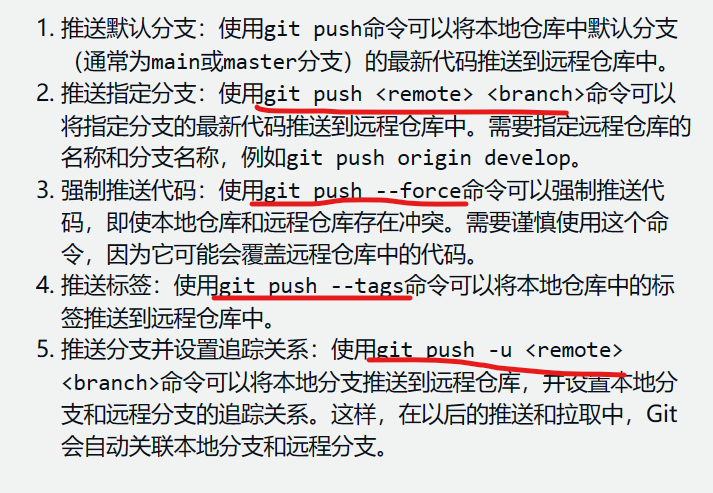 1. 推送默认分支：使用git push命令可以将本地仓库中默认分支
（通常为main或master分支）的最新代码推送到远程仓库中。
2. 推送指定分支：使用git push <remote> <branch>命令可以
将指定分支的最新代码推送到远程仓库中。需要指定远程仓库的
名称和分支名称，例如git push origin develop。
3. 强制推送代码：使用git push --force命令可以强制推送代
码，即使本地仓库和远程仓库存在冲突。需要谨慎使用这个命
令，因为它可能会覆盖远程仓库中的代码。
4. 推送标签：使用git push --tags命令可以将本地仓库中的标
签推送到远程仓库中。
5. 推送分支并设置追踪关系：使用git push -u <remote>
<branch>命令可以将本地分支推送到远程仓库，并设置本地分
支和远程分支的追踪关系。这样，在以后的推送和拉取中，Git
会自动关联本地分支和远程分支。